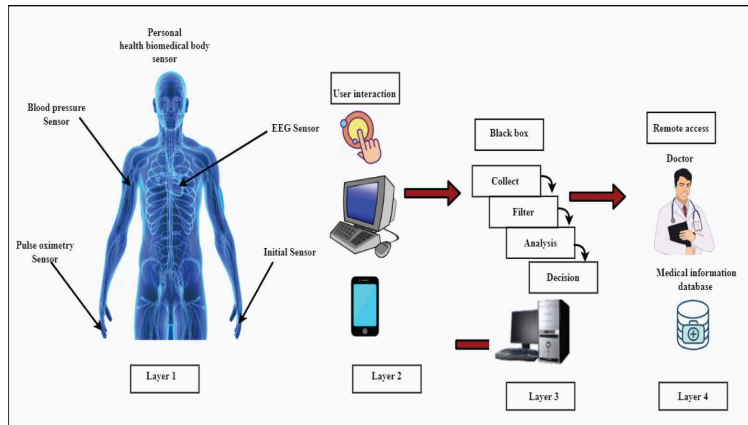 Personal
health biomedical body
sensor
Blood pressure
Sensor
EEG Sensor
Pulse oximetry
Sensor
Initial Sensor
Layer 1
User interaction
Layer 2
Black box
Collect
Filter
Analysis
Decision
Layer 3
Remote access
Doctor
Medical information
database
Layer 4